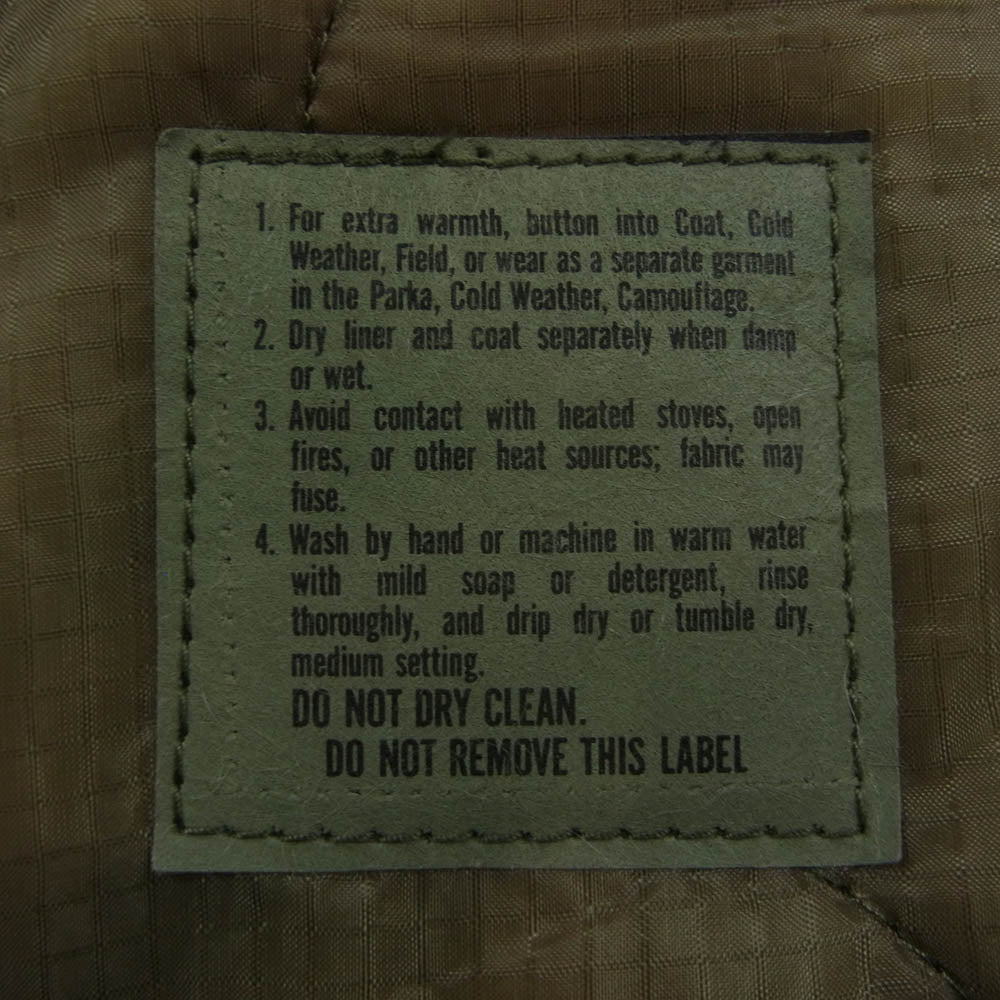 1. For extra warmth, button into Coat, Cold
Weather, Field, or wear as a separate garment
in the Parka, Cold Weather, Camouflage.
2. Dry liner and coat separately when damp
or wet.
3. Avoid contact with heated stoves, open
fires, or other heat sources; fabric may
fuse.
4. Wash by hand or machine in warm water
with mild soap or detergent, rinse
thoroughly, and drip dry or tumble dry,
medium setting.
DO NOT DRY CLEAN.
DO NOT REMOVE THIS LABEL